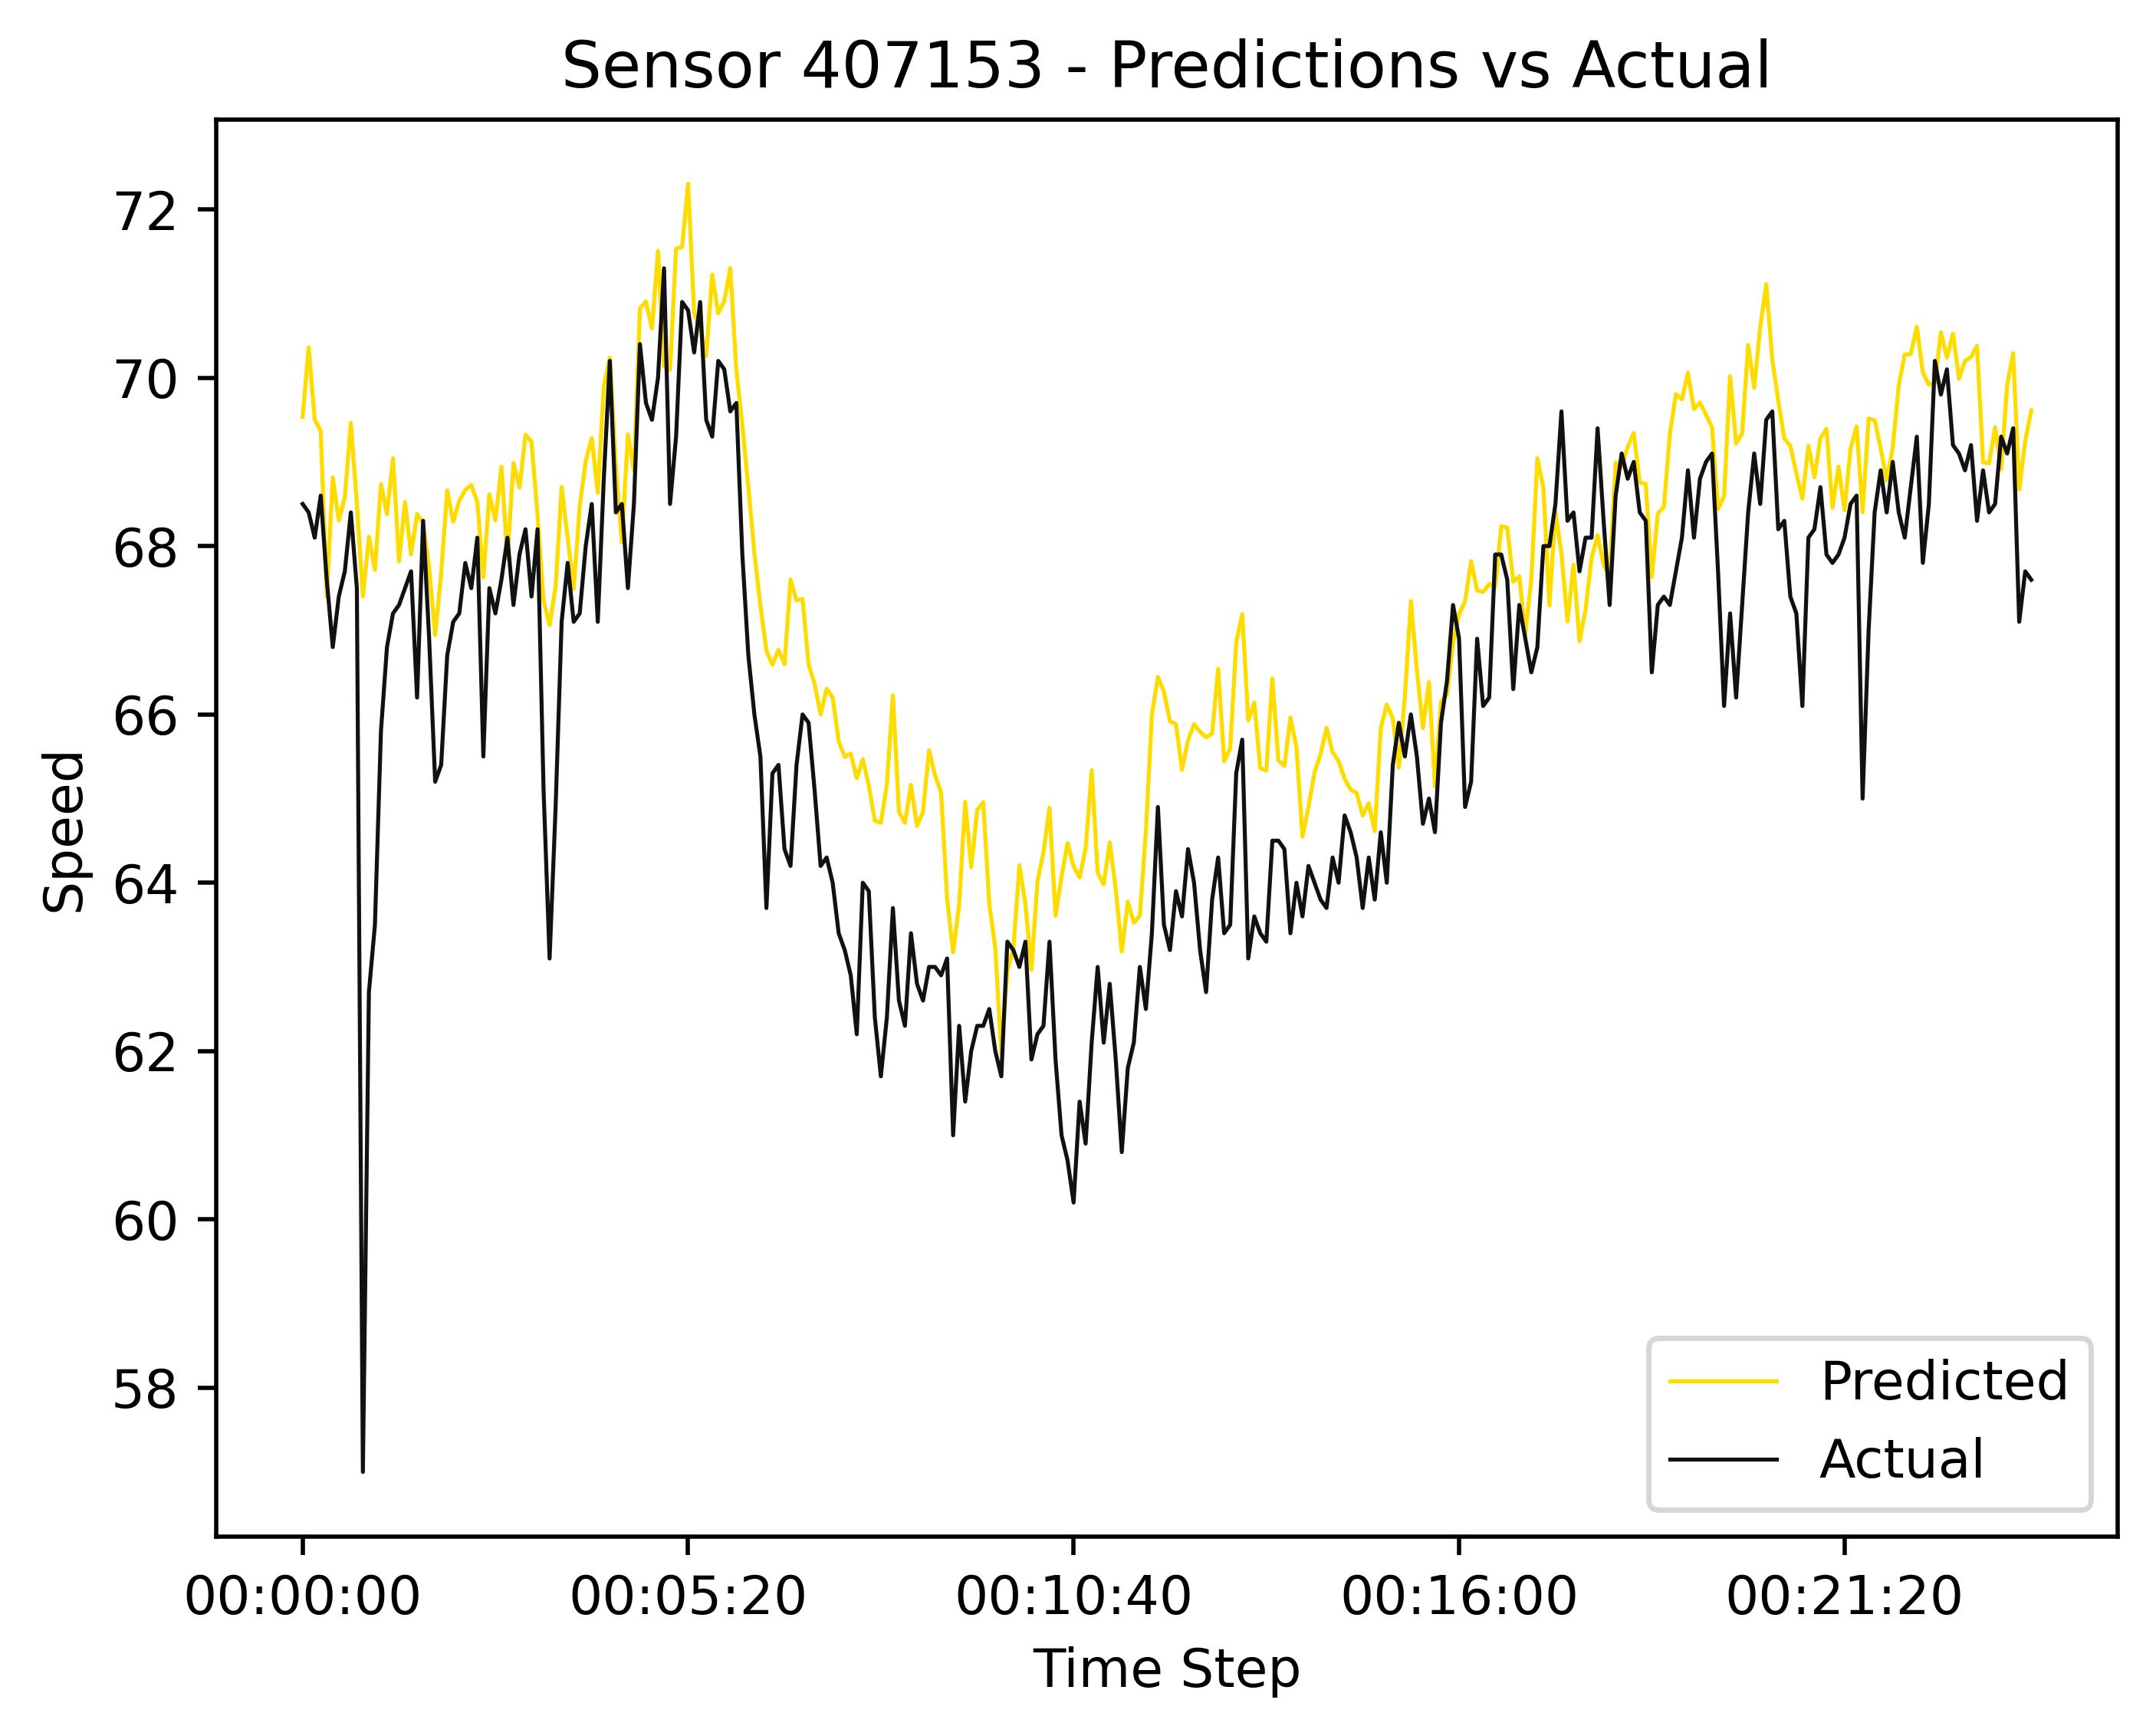 Sensor 407153 - Predictions vs Actual
72
70
68
66
64
62
60
58
Speed
Predicted
Actual
00:00:00 00:05:20 00:10:40 00:16:00 00:21:20
Time Step